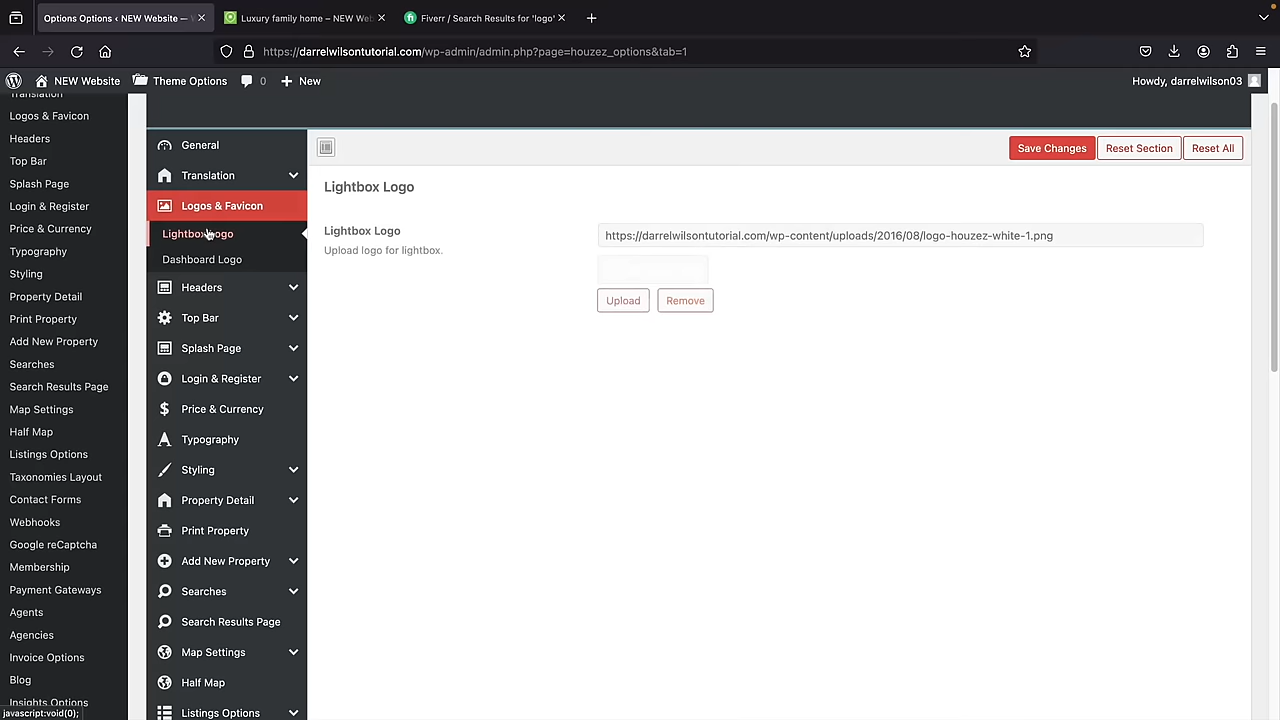 Options Options ‹ NEW Website — W
Luxury family home – NEW Web
Fiverr / Search Results for 'logo'
https://darrelwilsontutorial.com/wp-admin/admin.php?page=houzez_options&tab=1
NEW Website
Theme Options
0
New
Howdy, darrelwilson03
Translation
Logos & Favicon
Headers
Top Bar
Splash Page
Login & Register
Price & Currency
Typography
Styling
Property Detail
Print Property
Add New Property
Searches
Search Results Page
Map Settings
Half Map
Listings Options
Taxonomies Layout
Contact Forms
Webhooks
Google reCaptcha
Membership
Payment Gateways
Agents
Agencies
Invoice Options
Blog
Insights Options
javascript:void(0);
General
Translation
Logos & Favicon
Lightbox Logo
Dashboard Logo
Headers
Top Bar
Splash Page
Login & Register
Price & Currency
Typography
Styling
Property Detail
Print Property
Add New Property
Searches
Search Results Page
Map Settings
Half Map
Listings Options
Save Changes
Reset Section
Reset All
Lightbox Logo
Lightbox Logo
Upload logo for lightbox.
https://darrelwilsontutorial.com/wp-content/uploads/2016/08/logo-houzez-white-1.png
Upload
Remove